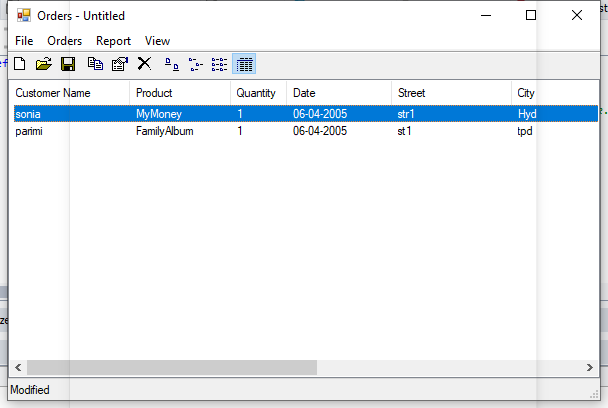 Orders - Untitled
File Orders Report View
Customer Name Product Quantity Date Street City
sonia MyMoney 1 06-04-2005 str1 Hyd
parimi FamilyAlbum 1 06-04-2005 st1 tpd
Modified